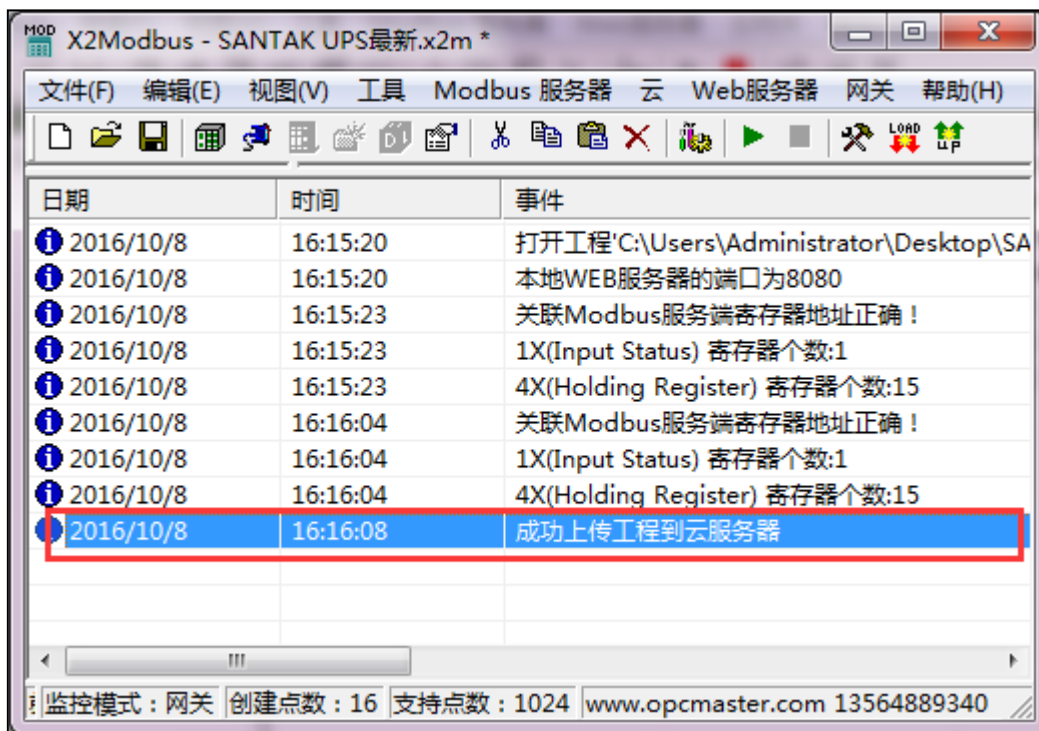 MOD X2Modbus - SANTAK UPS最新.x2m *
文件(F) 编辑(E) 视图(V) 工具 Modbus 服务器 云 Web服务器 网关 帮助(H)
LOAD UP
日期 时间 事件
2016/10/8 16:15:20 打开工程'C:\Users\Administrator\Desktop\SA
2016/10/8 16:15:20 本地WEB服务器的端口为8080
2016/10/8 16:15:23 关联Modbus服务端寄存器地址正确！
2016/10/8 16:15:23 1X(Input Status) 寄存器个数:1
2016/10/8 16:15:23 4X(Holding Register) 寄存器个数:15
2016/10/8 16:16:04 关联Modbus服务端寄存器地址正确！
2016/10/8 16:16:04 1X(Input Status) 寄存器个数:1
2016/10/8 16:16:04 4X(Holding Register) 寄存器个数:15
2016/10/8 16:16:08 成功上传工程到云服务器
监控模式：网关 创建点数：16 支持点数：1024 www.opcmaster.com 13564889340